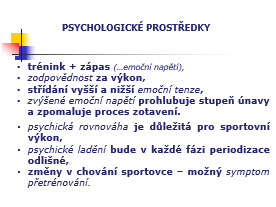 PSYCHOLOGICKÉ PROSTŘEDKY
trénink + zápas (...emoční napětí),
• zodpovědnost za výkon,
• střídání vyšší a nižší emoční tenze,
• zvýšené emoční napětí prohlubuje stupeň únavy
a zpomaluje proces zotavení.
• psychická rovnováha je důležitá pro sportovní
výkon,
• psychické ladění bude v každé fázi periodizace
odlišné,
• změny v chování sportovce – možný symptom
přetrénování.